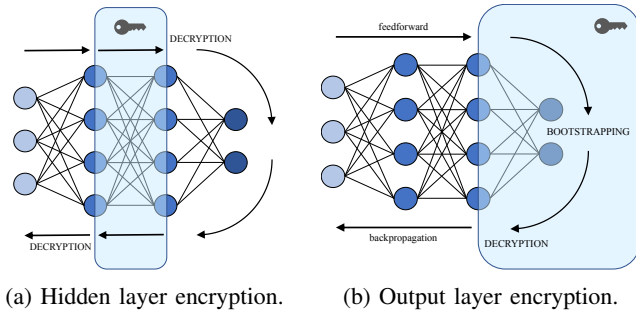 DECRYPTION
DECRYPTION
(a) Hidden layer encryption.
feedforward
BOOTSTRAPPING
DECRYPTION
backpropagation
(b) Output layer encryption.